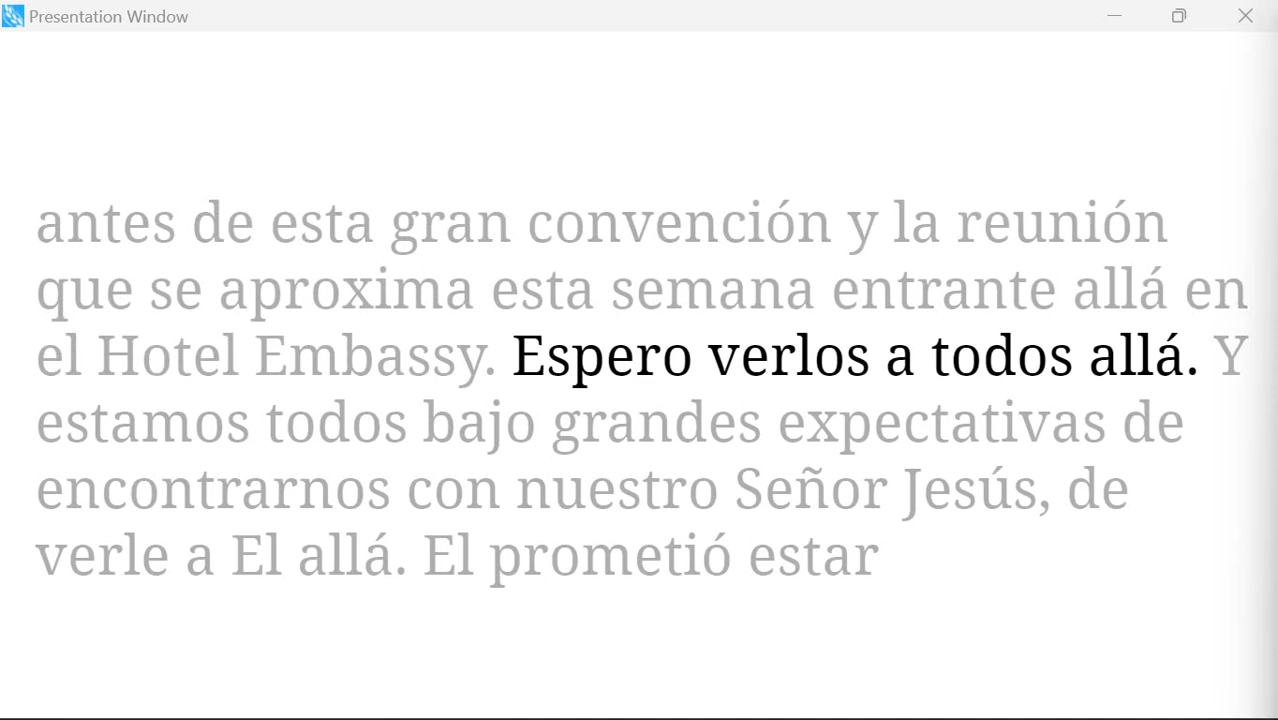 Presentation Window
antes de esta gran convención y la reunión
que se aproxima esta semana entrante allá en
el Hotel Embassy. Espero verlos a todos allá. Y
estamos todos bajo grandes expectativas de
encontrarnos con nuestro Señor Jesús, de
verle a El allá. El prometió estar